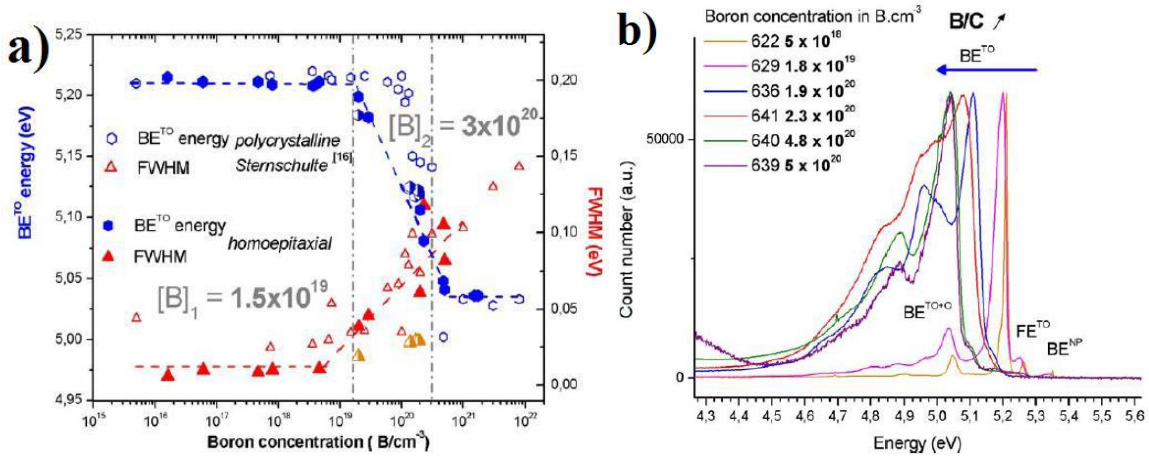 a)
BE^TO energy (eV)
5,25
5,20
5,15
5,10
5,05
5,00
4,95
BE^TO energy polycrystalline
FWHM Sternschulte [16]
BE^TO energy
homoepitaxial
FWHM
[B]₁ = 1.5x10^19
[B]₂ = 3x10^20
0,20
0,15
0,10
0,05
0,00
FWHM (eV)
10^15 10^16 10^17 10^18 10^19 10^20 10^21 10^22
Boron concentration ( B/cm^-3)
b)
Boron concentration in B.cm^-3
622 5 x 10^18
629 1.8 x 10^19
636 1.9 x 10^20
641 2.3 x 10^20
640 4.8 x 10^20
639 5 x 10^20
B/C ↗
BE^TO
BE^TO+O
FE^TO
BE^NP
Count number (a.u.)
50000
0
4,3 4,4 4,5 4,6 4,7 4,8 4,9 5,0 5,1 5,2 5,3 5,4 5,5 5,6
Energy (eV)